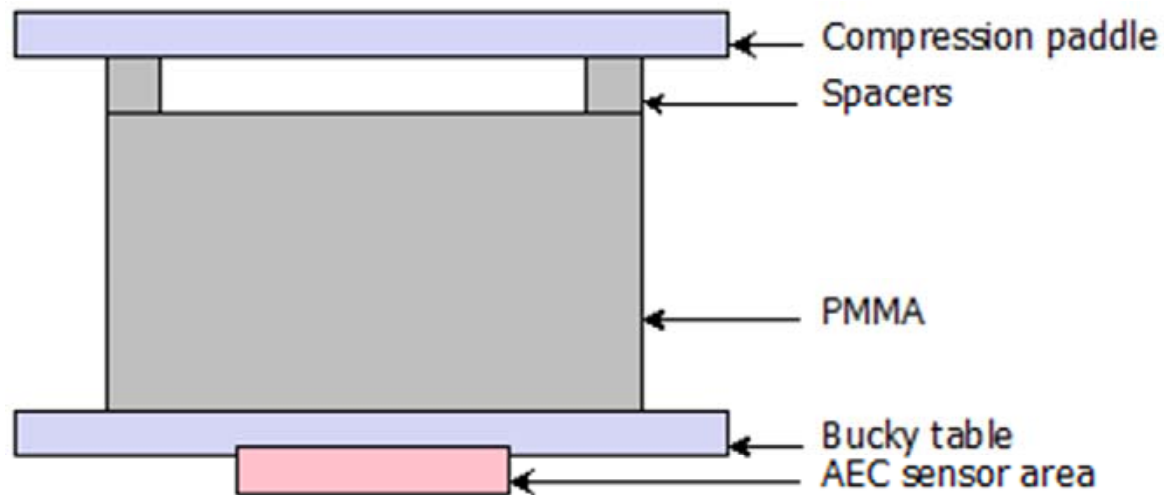 Compression paddle
Spacers
PMMA
Bucky table
AEC sensor area